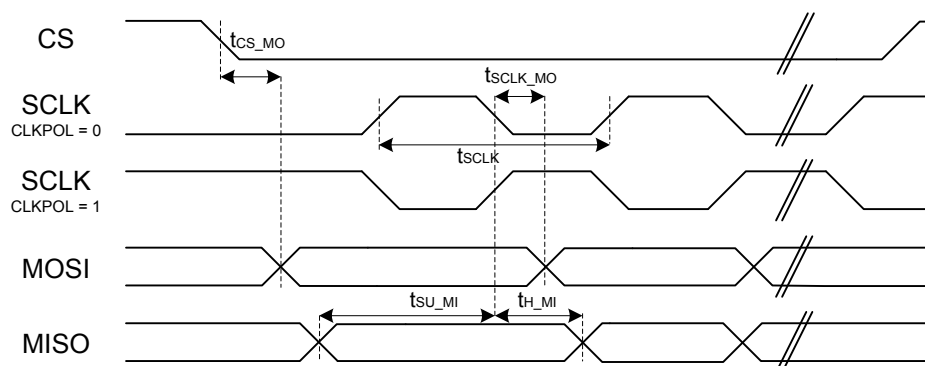 CS
tCS_MO
tSCLK_MO
SCLK
CLKPOL = 0
tSCLK
SCLK
CLKPOL = 1
MOSI
tSU_MI
tH_MI
MISO